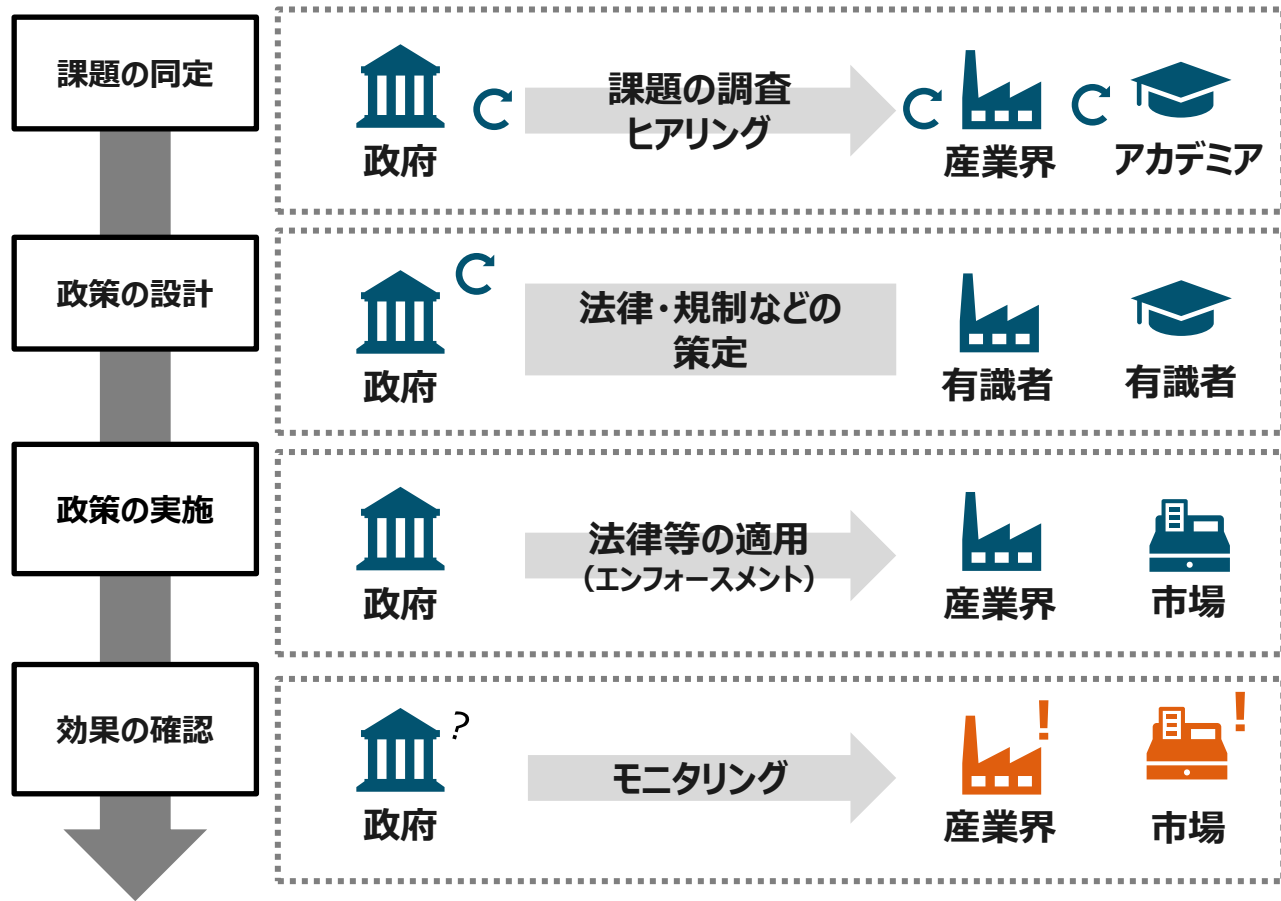 課題の同定
課題の調査
ヒアリング
政府
産業界
アカデミア
政策の設計
法律・規制などの
策定
政府
有識者
有識者
政策の実施
法律等の適用
（エンフォースメント）
政府
産業界
市場
効果の確認
?
!
!
モニタリング
政府
産業界
市場